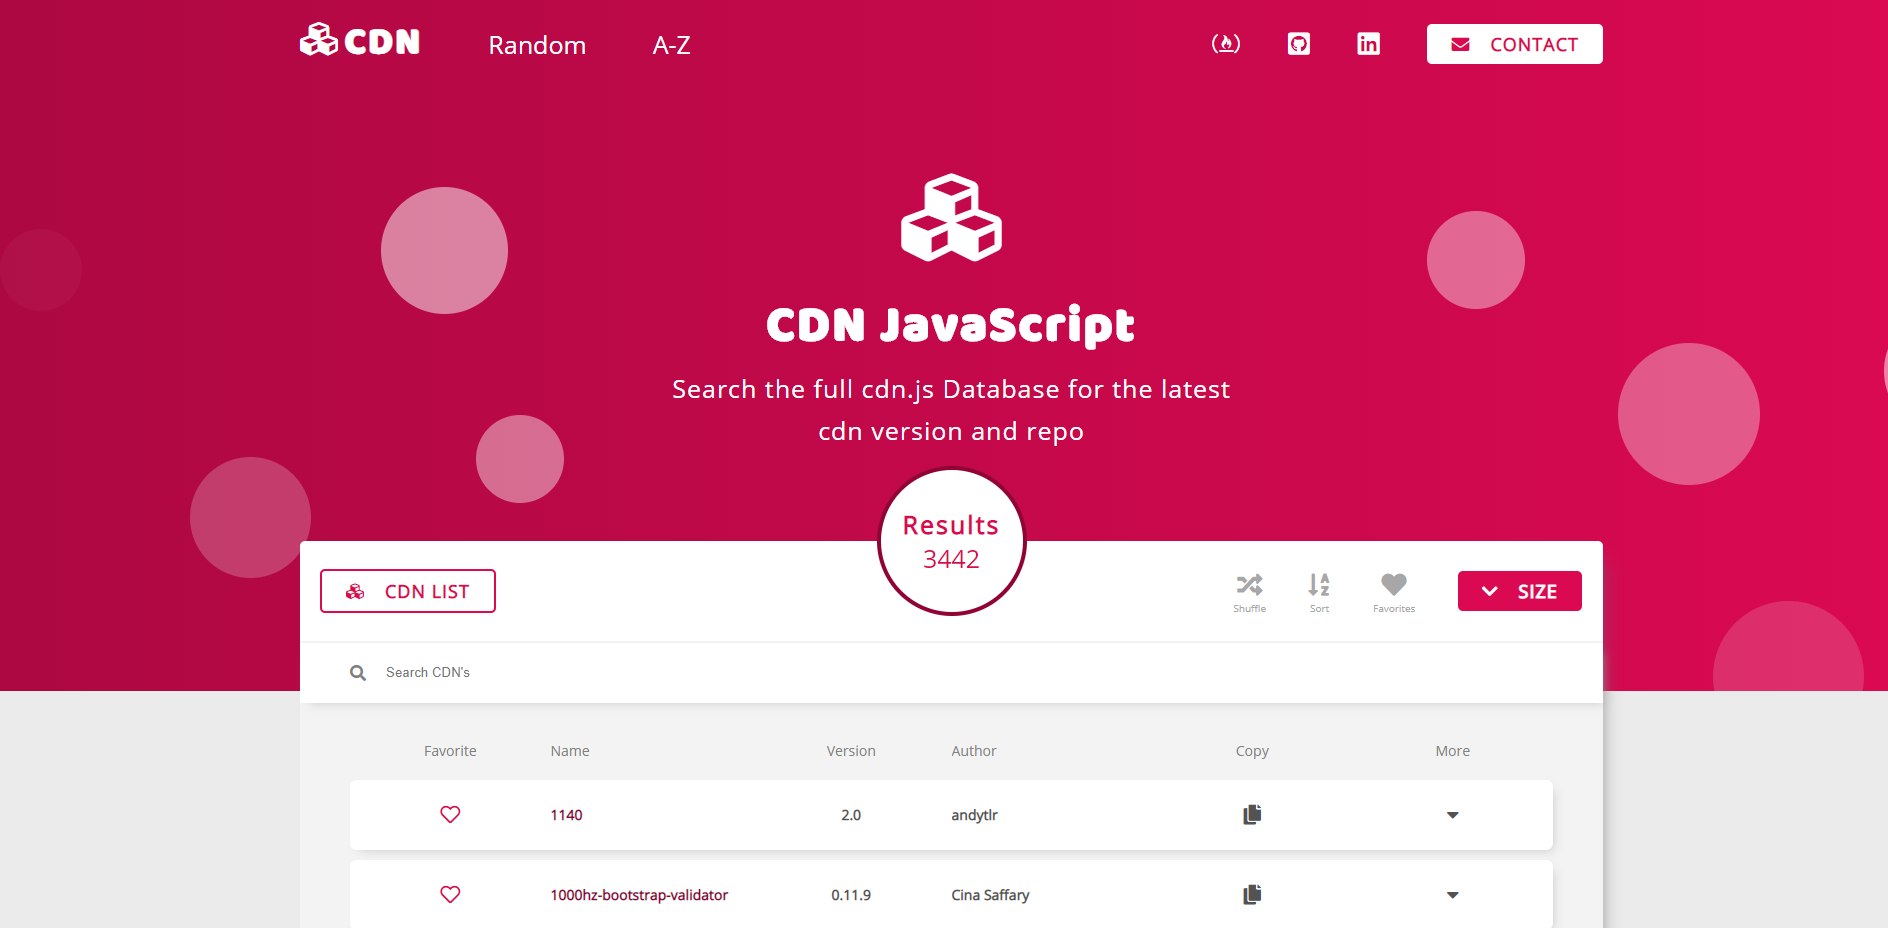 CDN Random A-Z CONTACT
CDN JavaScript
Search the full cdn.js Database for the latest
cdn version and repo
Results
3442
CDN LIST
Shuffle Sort Favorites
SIZE
Search CDN's
Favorite Name Version Author Copy More
1140 2.0 andytlr
1000hz-bootstrap-validator 0.11.9 Cina Saffary